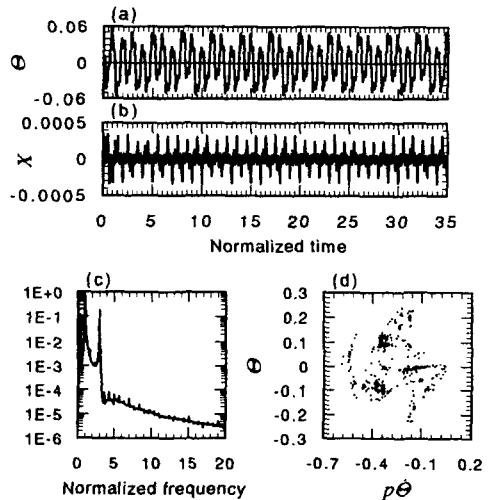 (a)
0.06
Θ 0
-0.06
(b)
0.0005
X 0
-0.0005
0 5 10 15 20 25 30 35
Normalized time
(c)
1E+0
1E-1
1E-2
1E-3
1E-4
1E-5
1E-6
0 5 10 15 20
Normalized frequency
(d)
0.3
0.2
0.1
Θ 0
-0.1
-0.2
-0.3
-0.7 -0.4 -0.1 0.2
pΘ̇